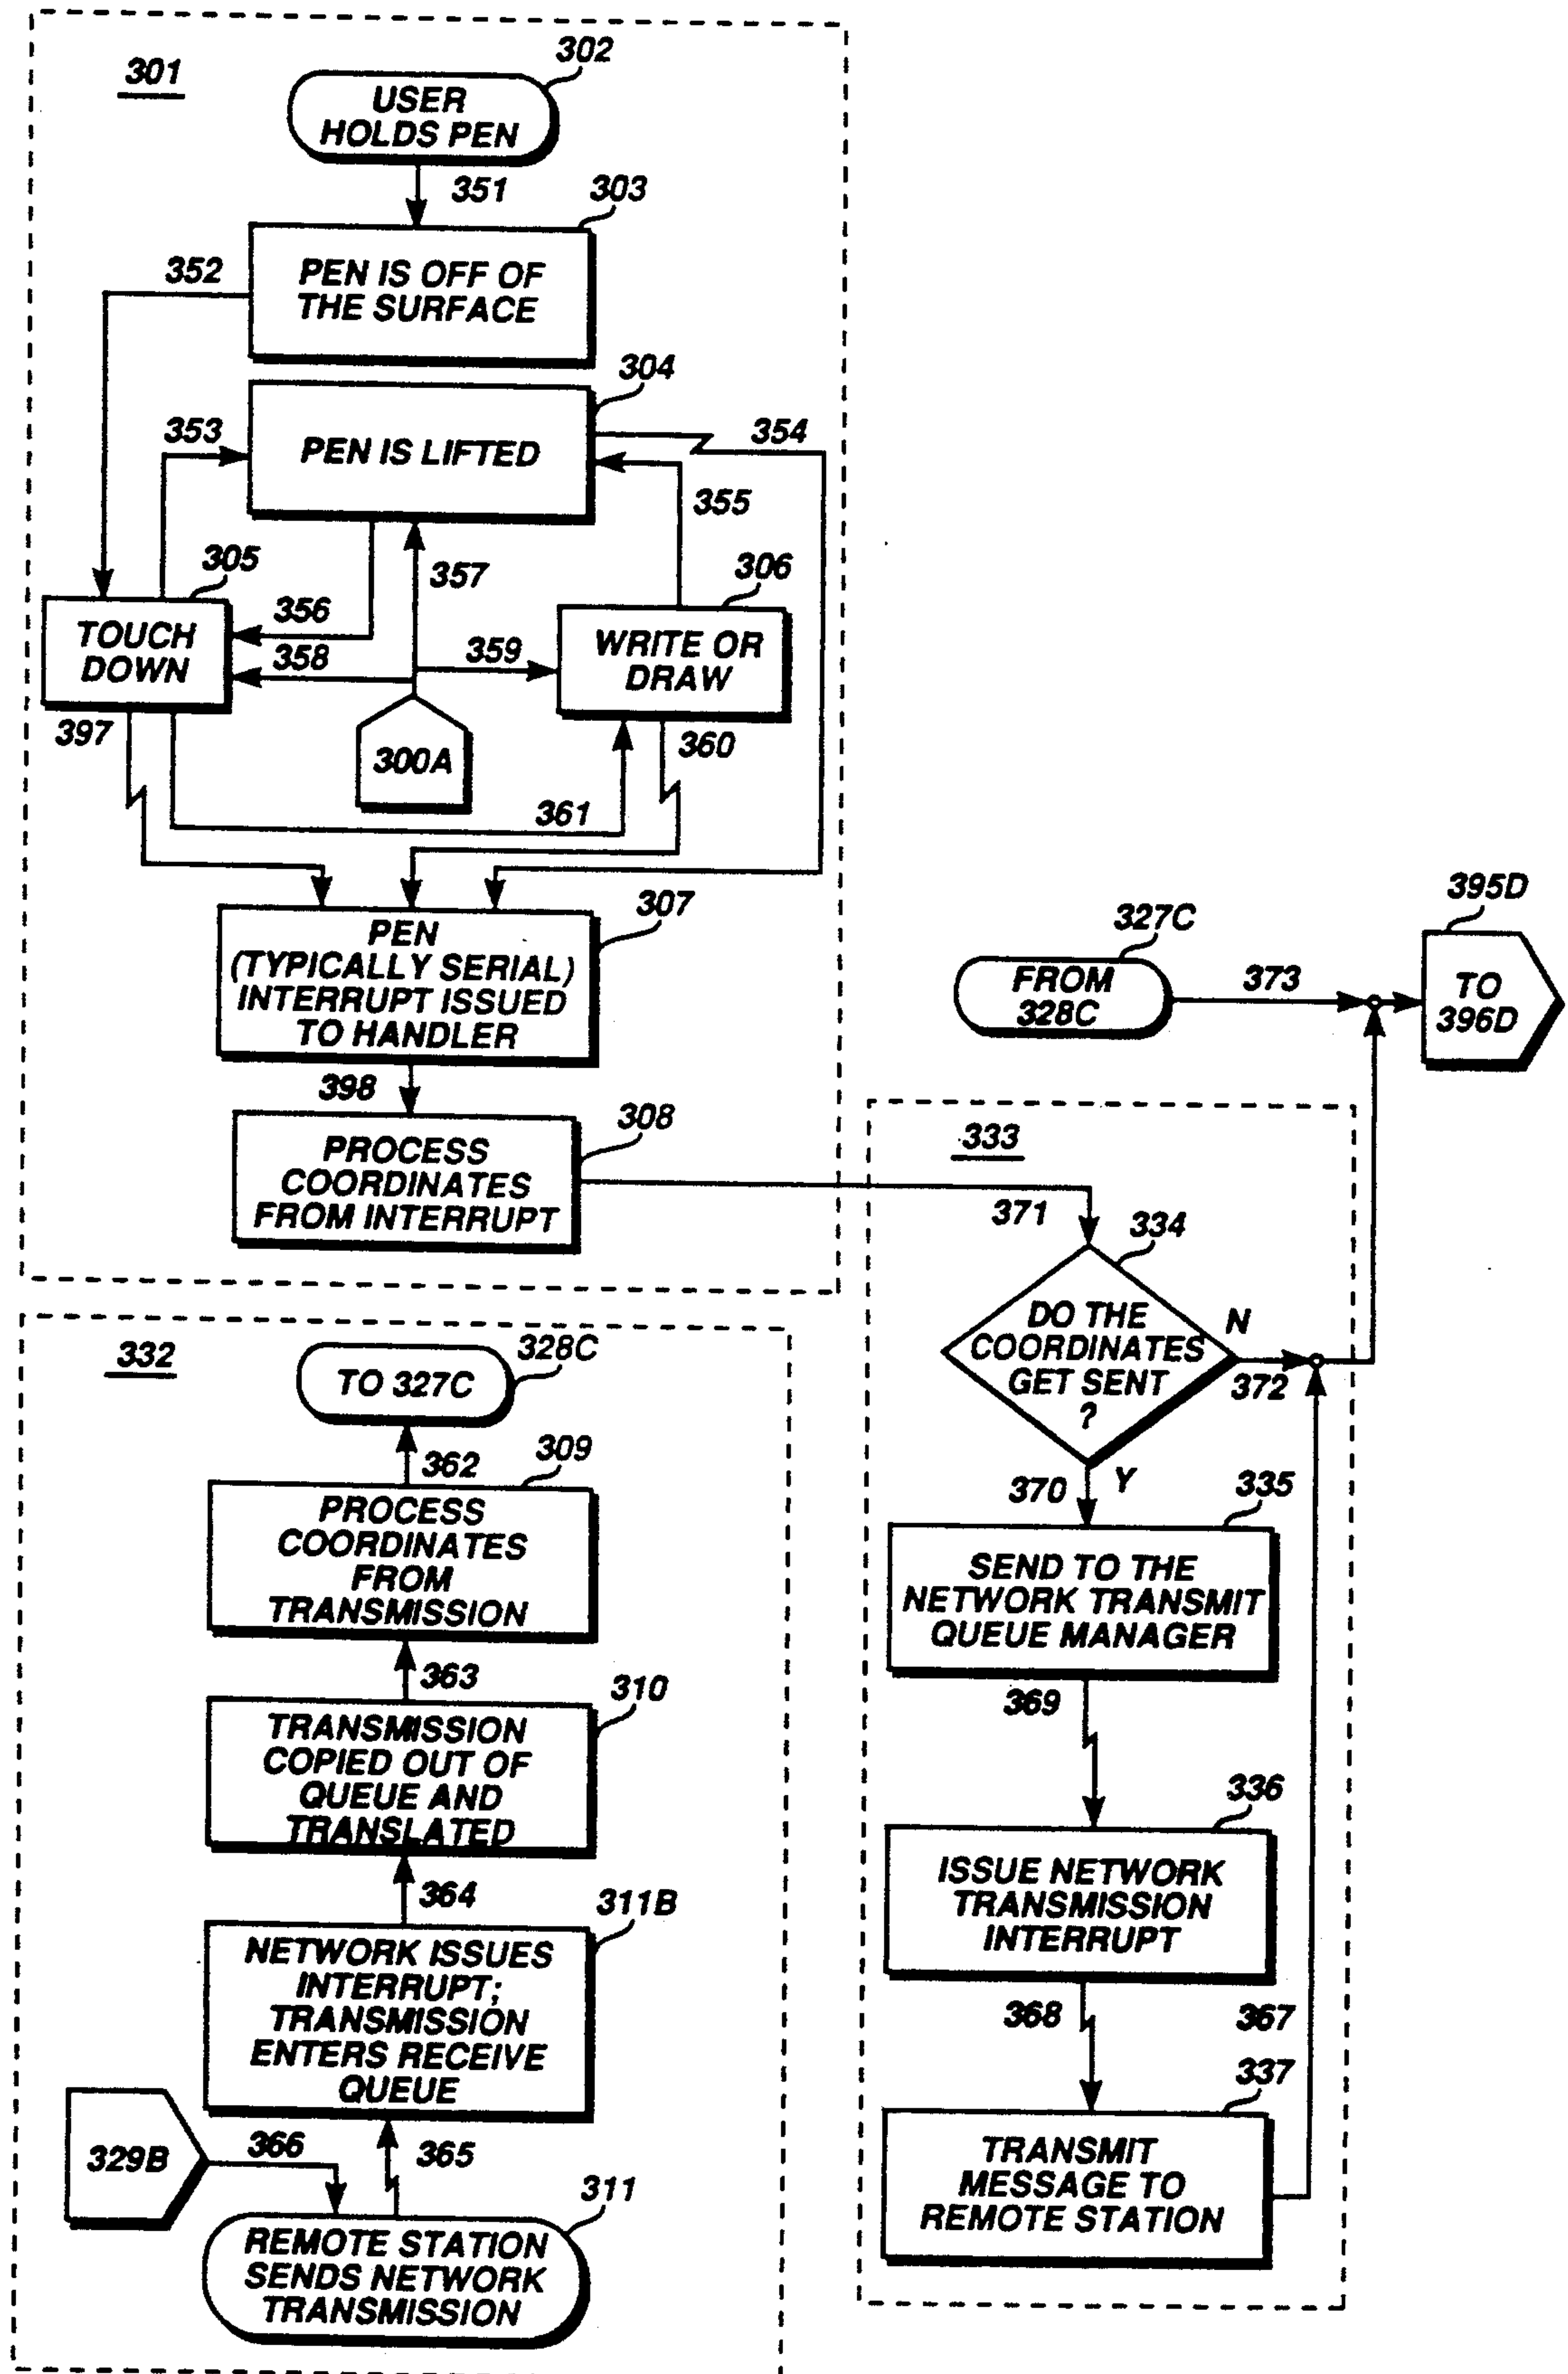 301
302
USER
HOLDS PEN
351
303
PEN IS OFF OF
THE SURFACE
352
304
PEN IS LIFTED
353
354
355
305
TOUCH
DOWN
356
357
358
359
306
WRITE OR
DRAW
397
300A
360
361
307
PEN
(TYPICALLY SERIAL)
INTERRUPT ISSUED
TO HANDLER
398
308
PROCESS
COORDINATES
FROM INTERRUPT
327C
FROM
328C
373
395D
TO
396D
333
371
334
DO THE
COORDINATES
GET SENT
?
N
372
370
Y
335
SEND TO THE
NETWORK TRANSMIT
QUEUE MANAGER
369
336
ISSUE NETWORK
TRANSMISSION
INTERRUPT
368
367
337
TRANSMIT
MESSAGE TO
REMOTE STATION
332
328C
TO 327C
362
309
PROCESS
COORDINATES
FROM
TRANSMISSION
363
310
TRANSMISSION
COPIED OUT OF
QUEUE AND
TRANSLATED
364
311B
NETWORK ISSUES
INTERRUPT;
TRANSMISSION
ENTERS RECEIVE
QUEUE
329B
366
365
311
REMOTE STATION
SENDS NETWORK
TRANSMISSION